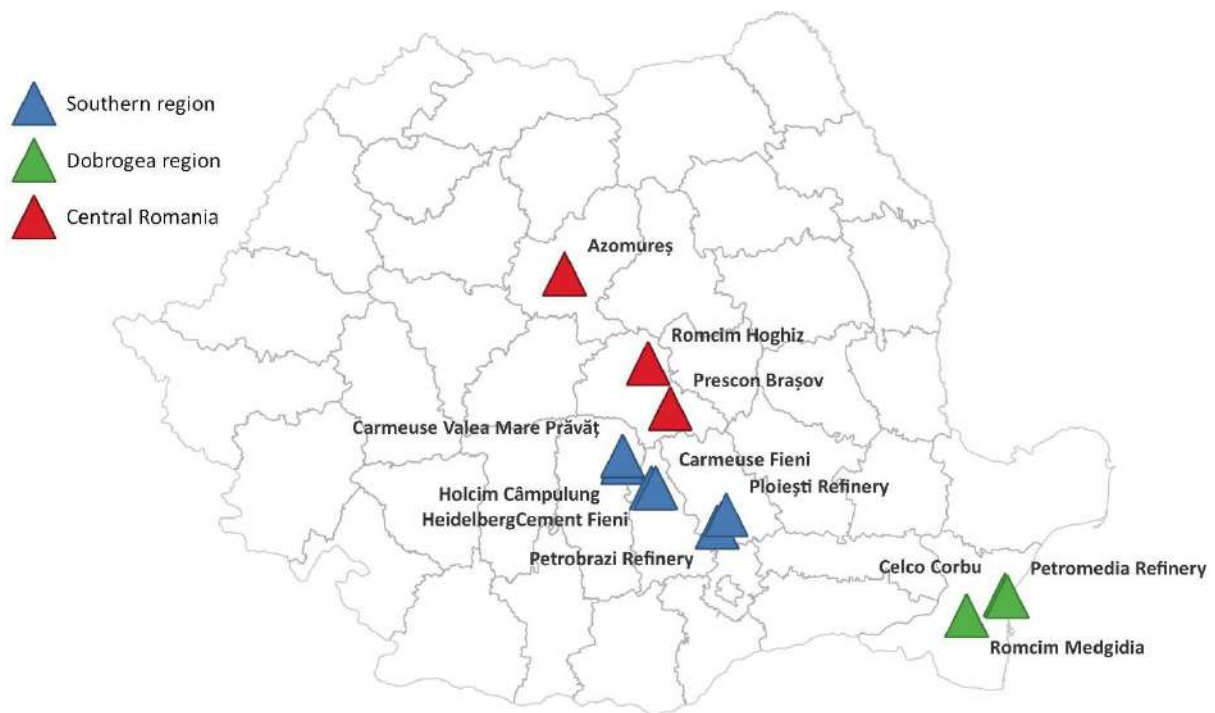 Southern region
Dobrogea region
Central Romania
Azomureș
Romcim Hoghiz
Prescon Brașov
Carmeuse Valea Mare Prăvăț
Carmeuse Fieni
Ploiești Refinery
Holcim Câmpulung
HeidelbergCement Fieni
Petrobrazi Refinery
Celco Corbu
Petromedia Refinery
Romcim Medgidia